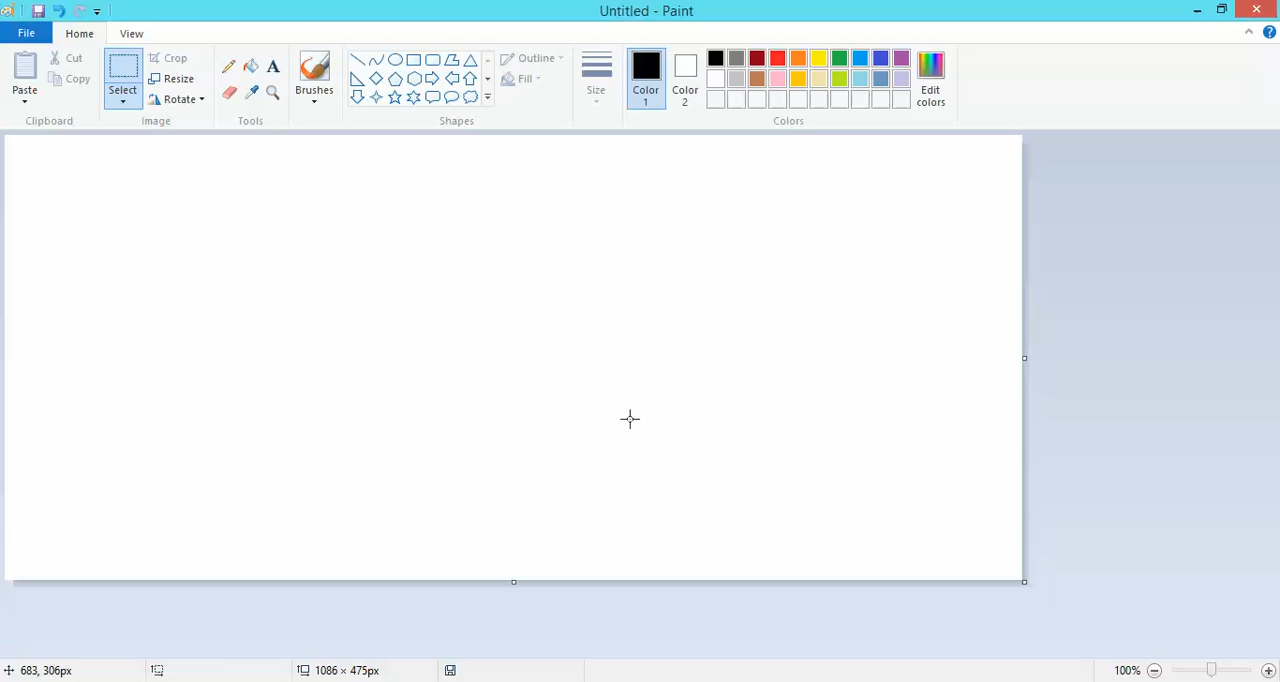 Untitled - Paint
File Home View
Paste Cut Copy
Clipboard
Select Crop Resize Rotate
Image
Tools
Brushes
Shapes
Outline Fill
Size
Color 1
Color 2
Edit colors
Colors
683, 306px
1086 × 475px
100%